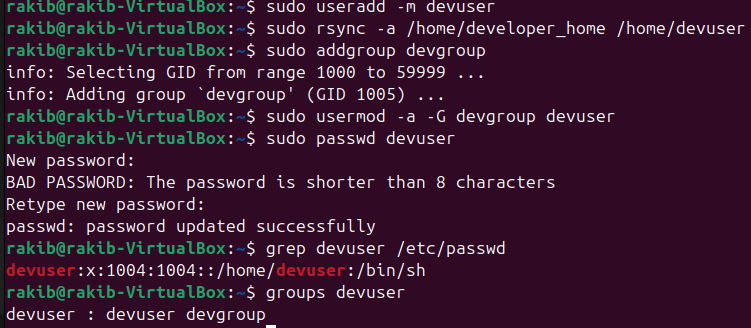 rakib@rakib-VirtualBox:~$ sudo useradd -m devuser
rakib@rakib-VirtualBox:~$ sudo rsync -a /home/developer_home /home/devuser
rakib@rakib-VirtualBox:~$ sudo addgroup devgroup
info: Selecting GID from range 1000 to 59999 ...
info: Adding group `devgroup' (GID 1005) ...
rakib@rakib-VirtualBox:~$ sudo usermod -a -G devgroup devuser
rakib@rakib-VirtualBox:~$ sudo passwd devuser
New password:
BAD PASSWORD: The password is shorter than 8 characters
Retype new password:
passwd: password updated successfully
rakib@rakib-VirtualBox:~$ grep devuser /etc/passwd
devuser:x:1004:1004::/home/devuser:/bin/sh
rakib@rakib-VirtualBox:~$ groups devuser
devuser : devuser devgroup